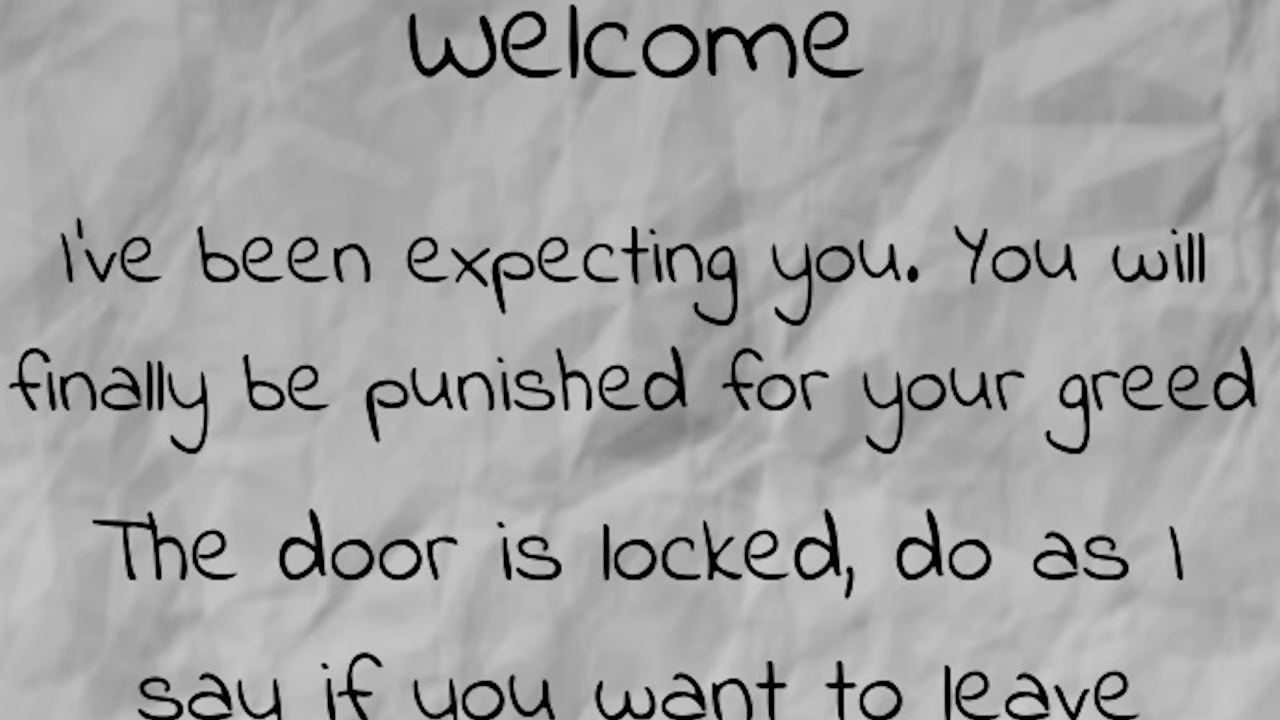 Welcome
I've been expecting you. You will
finally be punished for your greed
The door is locked, do as I
say if you want to leave